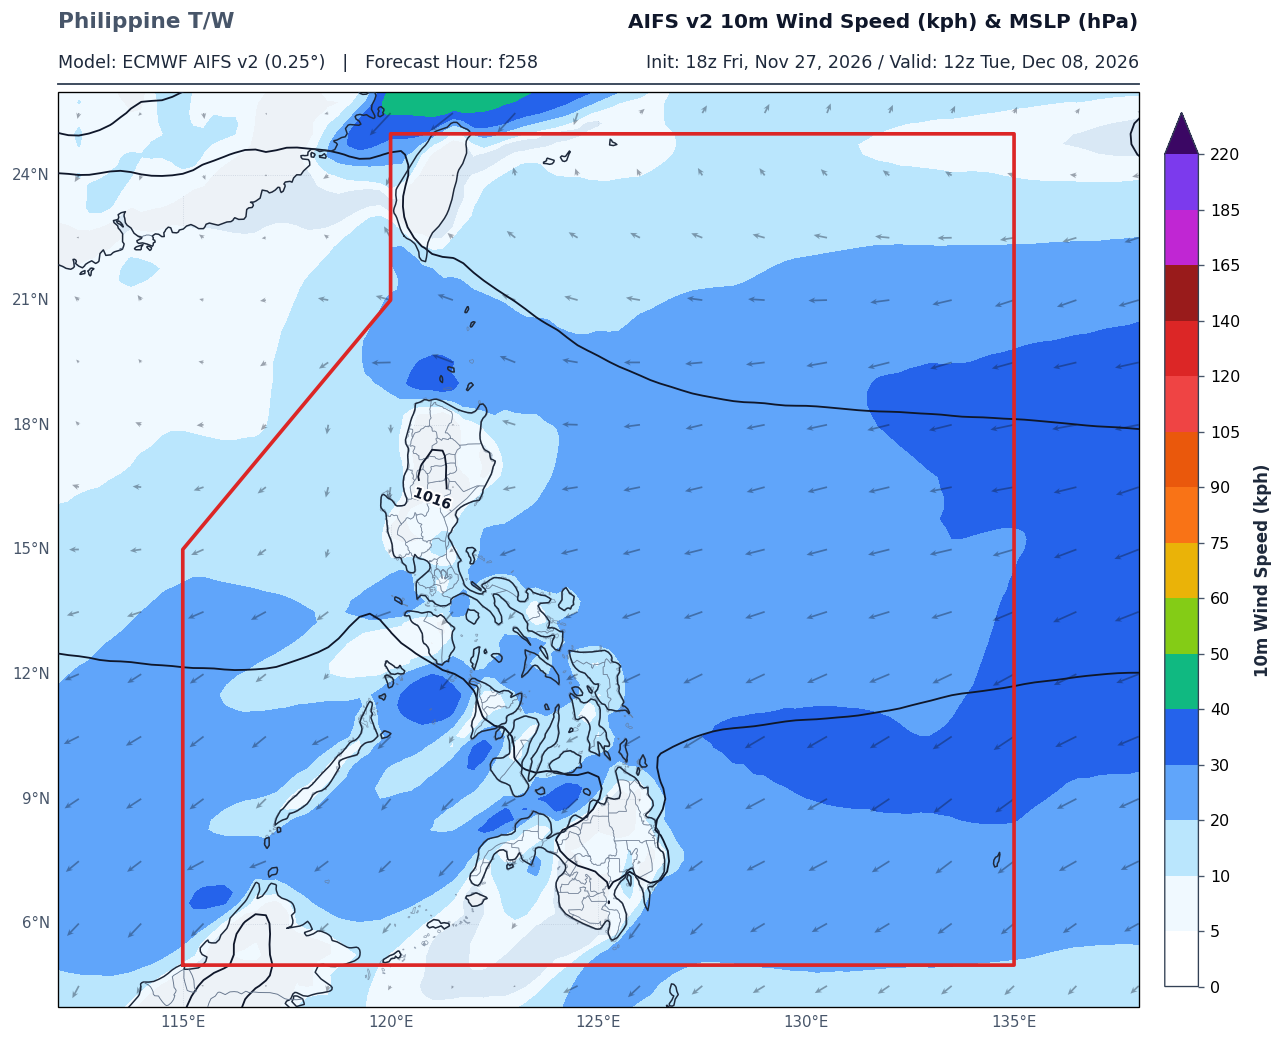 Philippine T/W
AIFS v2 10m Wind Speed (kph) & MSLP (hPa)
Model: ECMWF AIFS v2 (0.25°)   |   Forecast Hour: f258
Init: 18z Fri, Nov 27, 2026 / Valid: 12z Tue, Dec 08, 2026
24°N
21°N
18°N
15°N
12°N
9°N
6°N
1016
115°E
120°E
125°E
130°E
135°E
220
185
165
140
120
105
90
75
60
50
40
30
20
10
5
0
10m Wind Speed (kph)